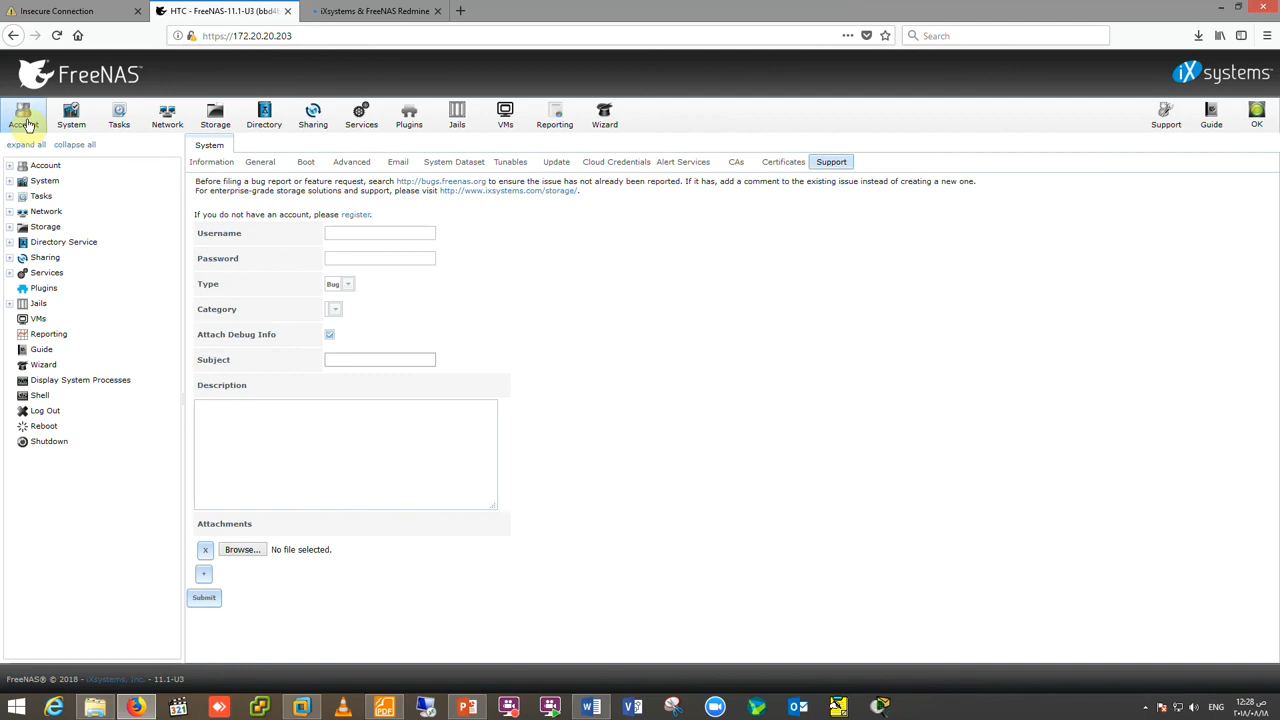 Insecure Connection
HTC - FreeNAS-11.1-U3 (bbd4
iXsystems & FreeNAS Redmine
https://172.20.20.203
Search
FreeNAS
iXsystems
Account
System
Tasks
Network
Storage
Directory
Sharing
Services
Plugins
Jails
VMs
Reporting
Wizard
Support
Guide
OK
expand all collapse all
Account
System
Tasks
Network
Storage
Directory Service
Sharing
Services
Plugins
Jails
VMs
Reporting
Guide
Wizard
Display System Processes
Shell
Log Out
Reboot
Shutdown
System
Information General Boot Advanced Email System Dataset Tunables Update Cloud Credentials Alert Services CAs Certificates Support
Before filing a bug report or feature request, search http://bugs.freenas.org to ensure the issue has not already been reported. If it has, add a comment to the existing issue instead of creating a new one.
For enterprise-grade storage solutions and support, please visit http://www.ixsystems.com/storage/.
If you do not have an account, please register.
Username
Password
Type Bug
Category
Attach Debug Info
Subject
Description
Attachments
x Browse... No file selected.
+
Submit
FreeNAS® © 2018 - iXsystems, Inc. - 11.1-U3
ENG
12:28 ص